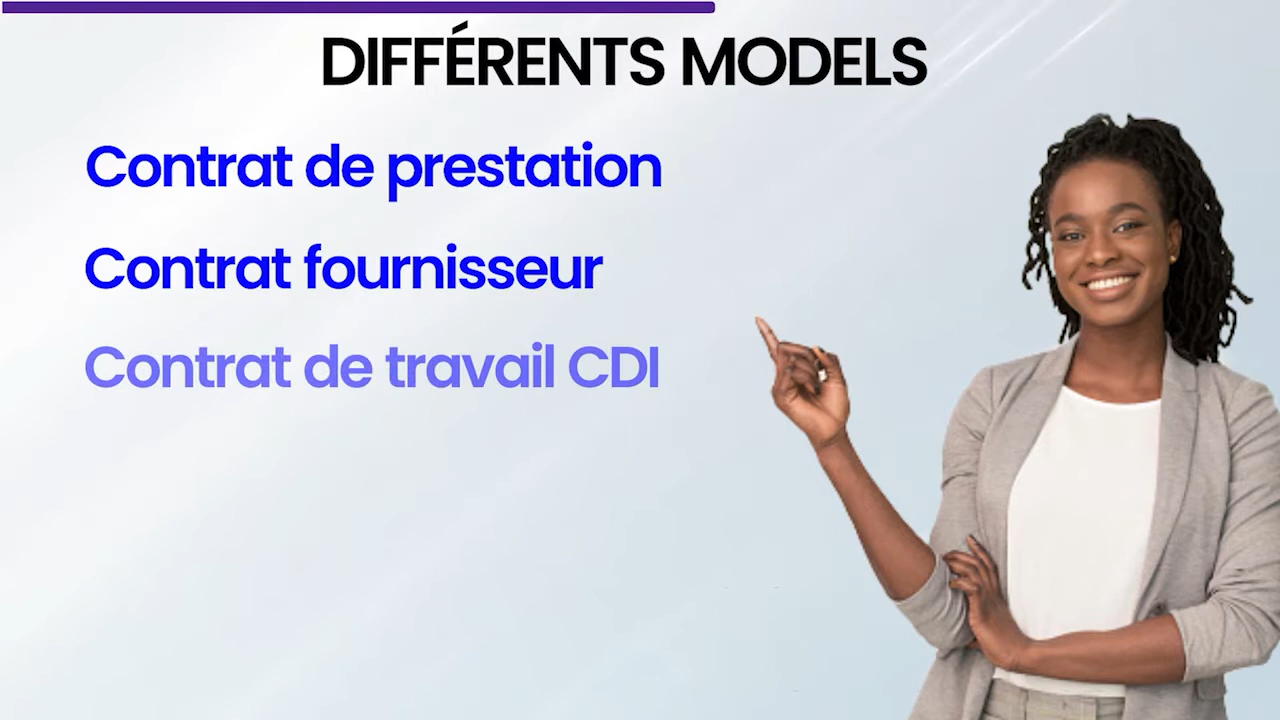 DIFFÉRENTS MODELS
Contrat de prestation
Contrat fournisseur
Contrat de travail CDI